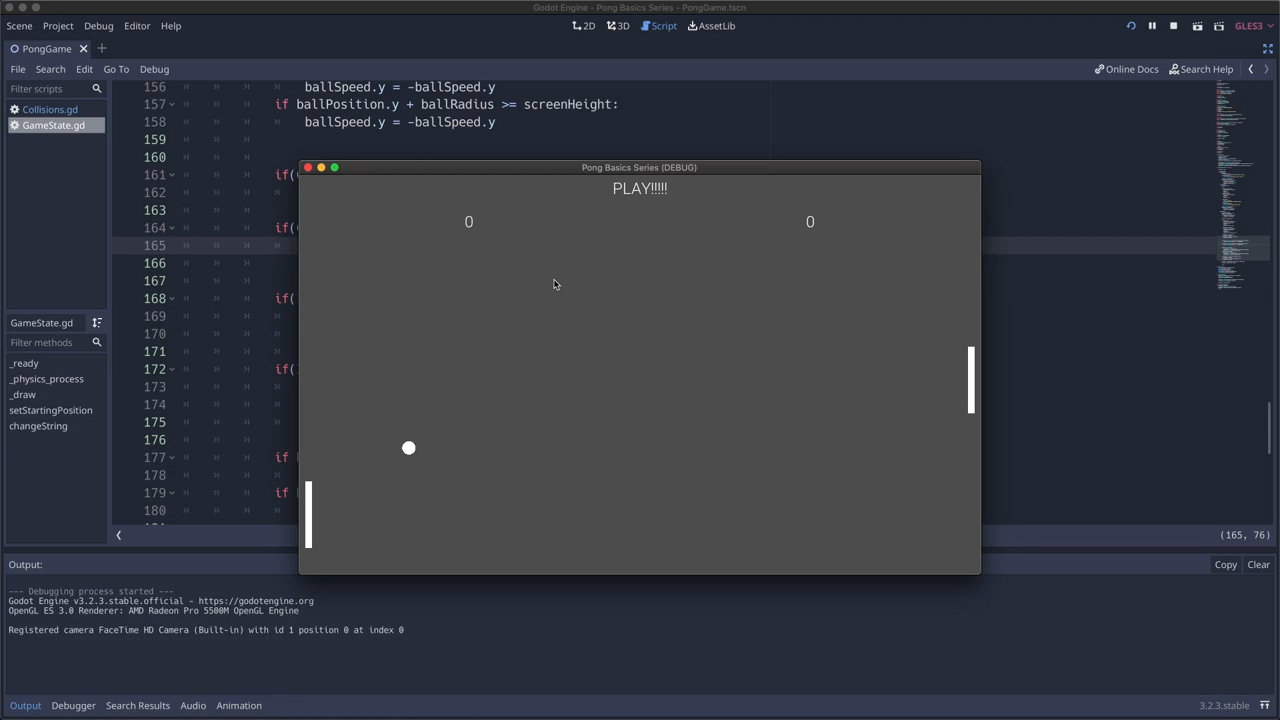 Godot Engine - Pong Basics Series - PongGame.tscn
Scene Project Debug Editor Help 2D 3D Script AssetLib GLES3
PongGame
File Search Edit Go To Debug Online Docs Search Help
Filter scripts
Collisions.gd
GameState.gd
156 ballSpeed.y = -ballSpeed.y
157 if ballPosition.y + ballRadius >= screenHeight:
158 ballSpeed.y = -ballSpeed.y
159
160
161 if(
162
163
164 if(
165
166
167
168 if(
169
170
171
172 if(
173
174
175
176
177 if
178
179 if
180
Pong Basics Series (DEBUG)
PLAY!!!!!
0 0
GameState.gd
Filter methods
_ready
_physics_process
_draw
setStartingPosition
changeString
(165, 76)
Output: Copy Clear
--- Debugging process started ---
Godot Engine v3.2.3.stable.official - https://godotengine.org
OpenGL ES 3.0 Renderer: AMD Radeon Pro 5500M OpenGL Engine
Registered camera FaceTime HD Camera (Built-in) with id 1 position 0 at index 0
Output Debugger Search Results Audio Animation 3.2.3.stable